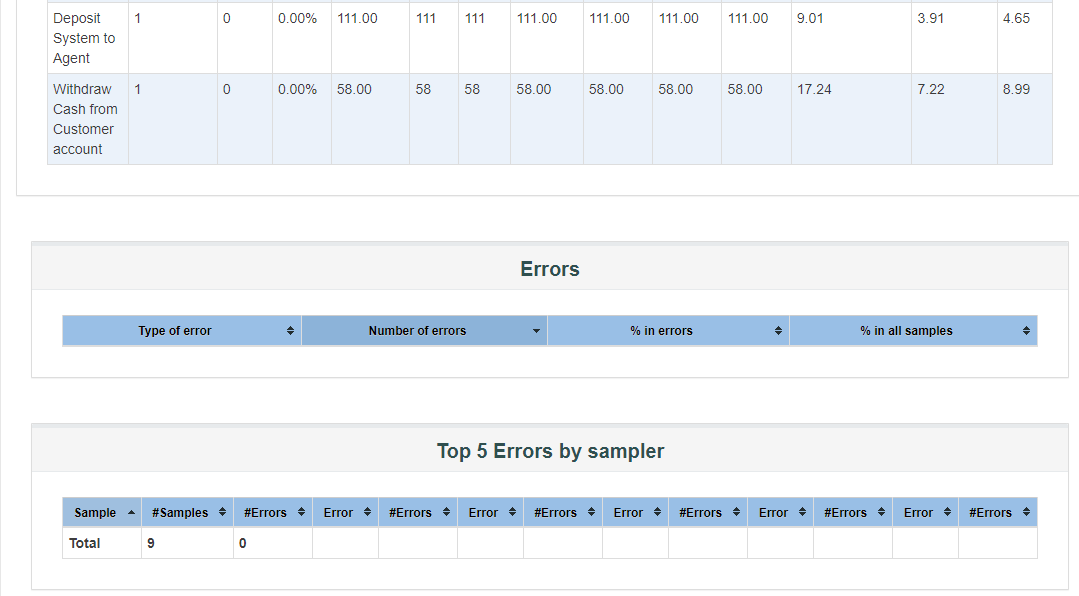 Deposit System to Agent 1 0 0.00% 111.00 111 111 111.00 111.00 111.00 111.00 9.01 3.91 4.65
Withdraw Cash from Customer account 1 0 0.00% 58.00 58 58 58.00 58.00 58.00 58.00 17.24 7.22 8.99
Errors
Type of error Number of errors % in errors % in all samples
Top 5 Errors by sampler
Sample #Samples #Errors Error #Errors Error #Errors Error #Errors Error #Errors Error #Errors
Total 9 0